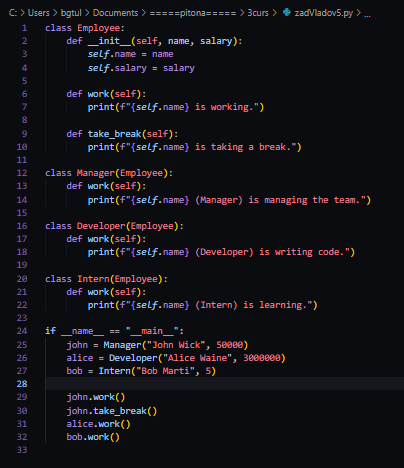 C: > Users > bgtul > Documents > =====pitona===== > 3curs > zadVladov5.py > ...
1 class Employee:
2     def __init__(self, name, salary):
3         self.name = name
4         self.salary = salary
5
6     def work(self):
7         print(f"{self.name} is working.")
8
9     def take_break(self):
10         print(f"{self.name} is taking a break.")
11
12 class Manager(Employee):
13     def work(self):
14         print(f"{self.name} (Manager) is managing the team.")
15
16 class Developer(Employee):
17     def work(self):
18         print(f"{self.name} (Developer) is writing code.")
19
20 class Intern(Employee):
21     def work(self):
22         print(f"{self.name} (Intern) is learning.")
23
24 if __name__ == "__main__":
25     john = Manager("John Wick", 50000)
26     alice = Developer("Alice Waine", 3000000)
27     bob = Intern("Bob Marti", 5)
28
29     john.work()
30     john.take_break()
31     alice.work()
32     bob.work()
33